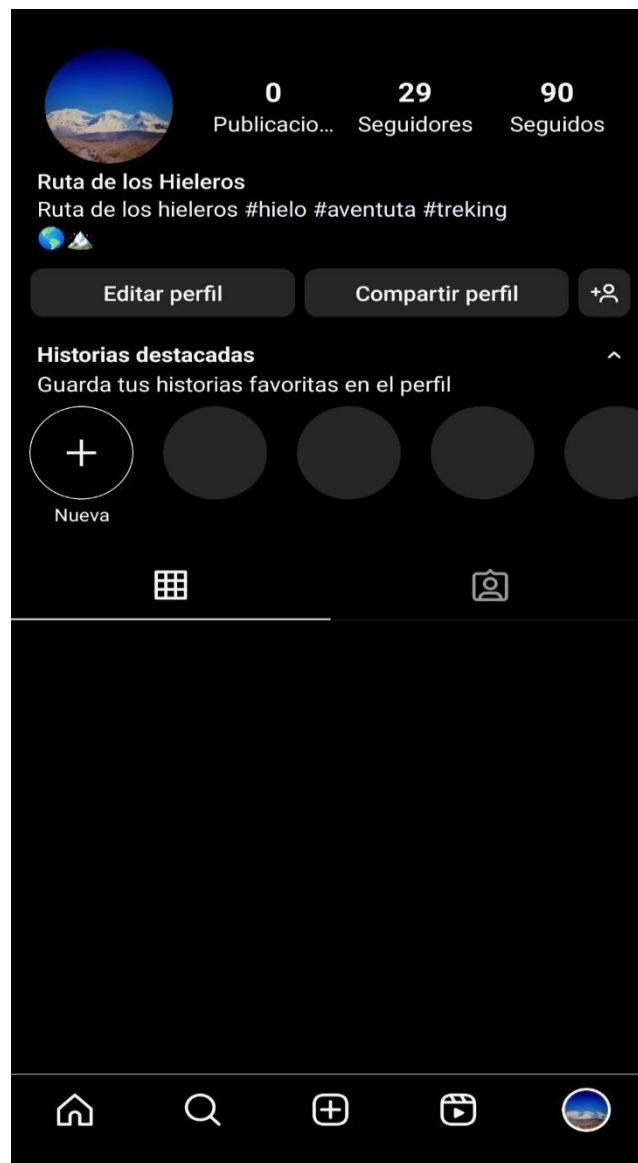 0 29 90
Publicacio... Seguidores Seguidos
Ruta de los Hieleros
Ruta de los hieleros #hielo #aventuta #treking
🌎🏔️
Editar perfil Compartir perfil
Historias destacadas
Guarda tus historias favoritas en el perfil
Nueva